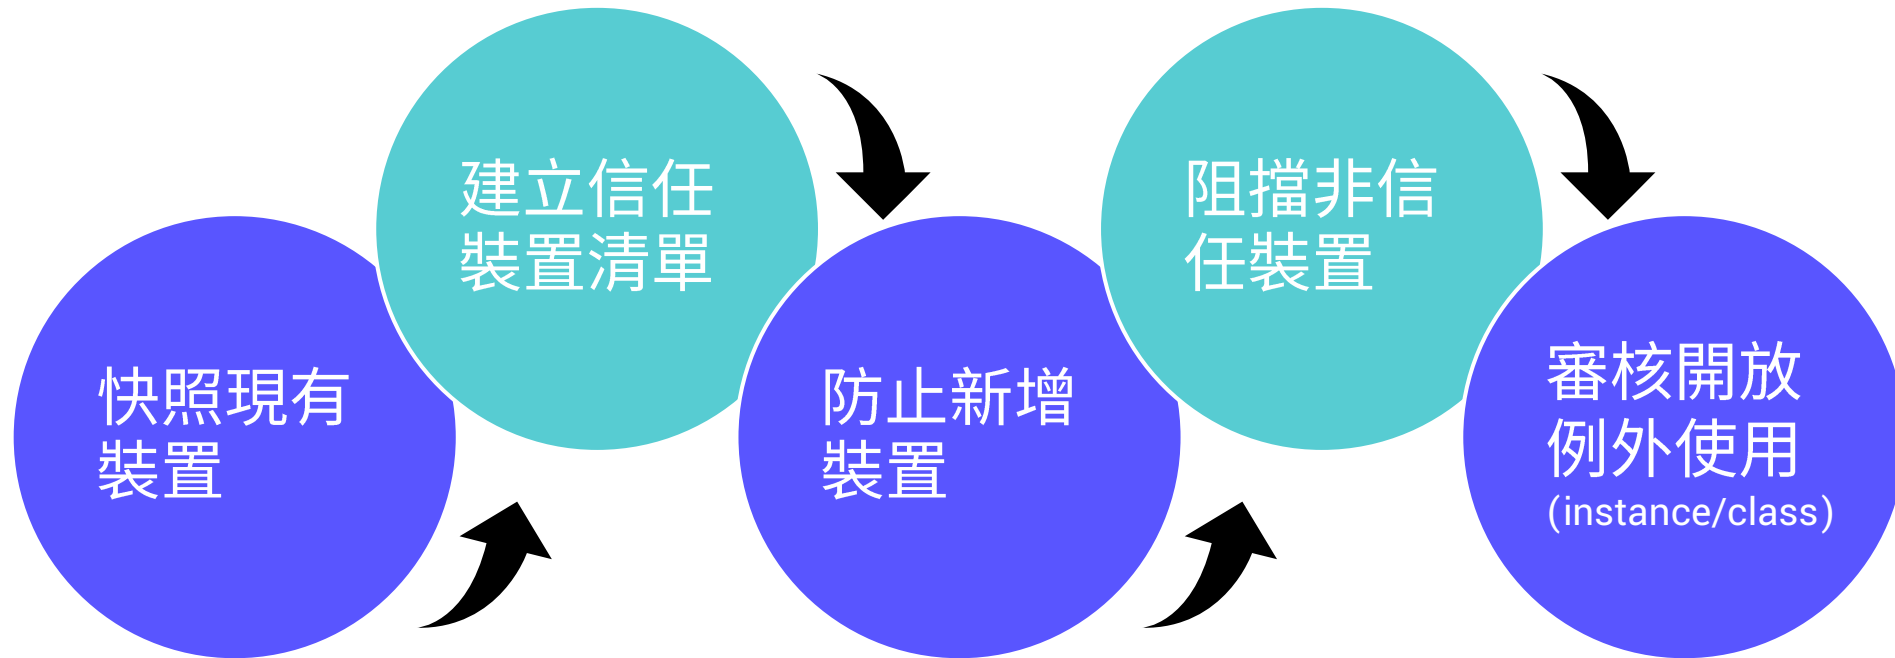 快照現有
裝置
建立信任
裝置清單
防止新增
裝置
阻擋非信
任裝置
審核開放
例外使用
(instance/class)